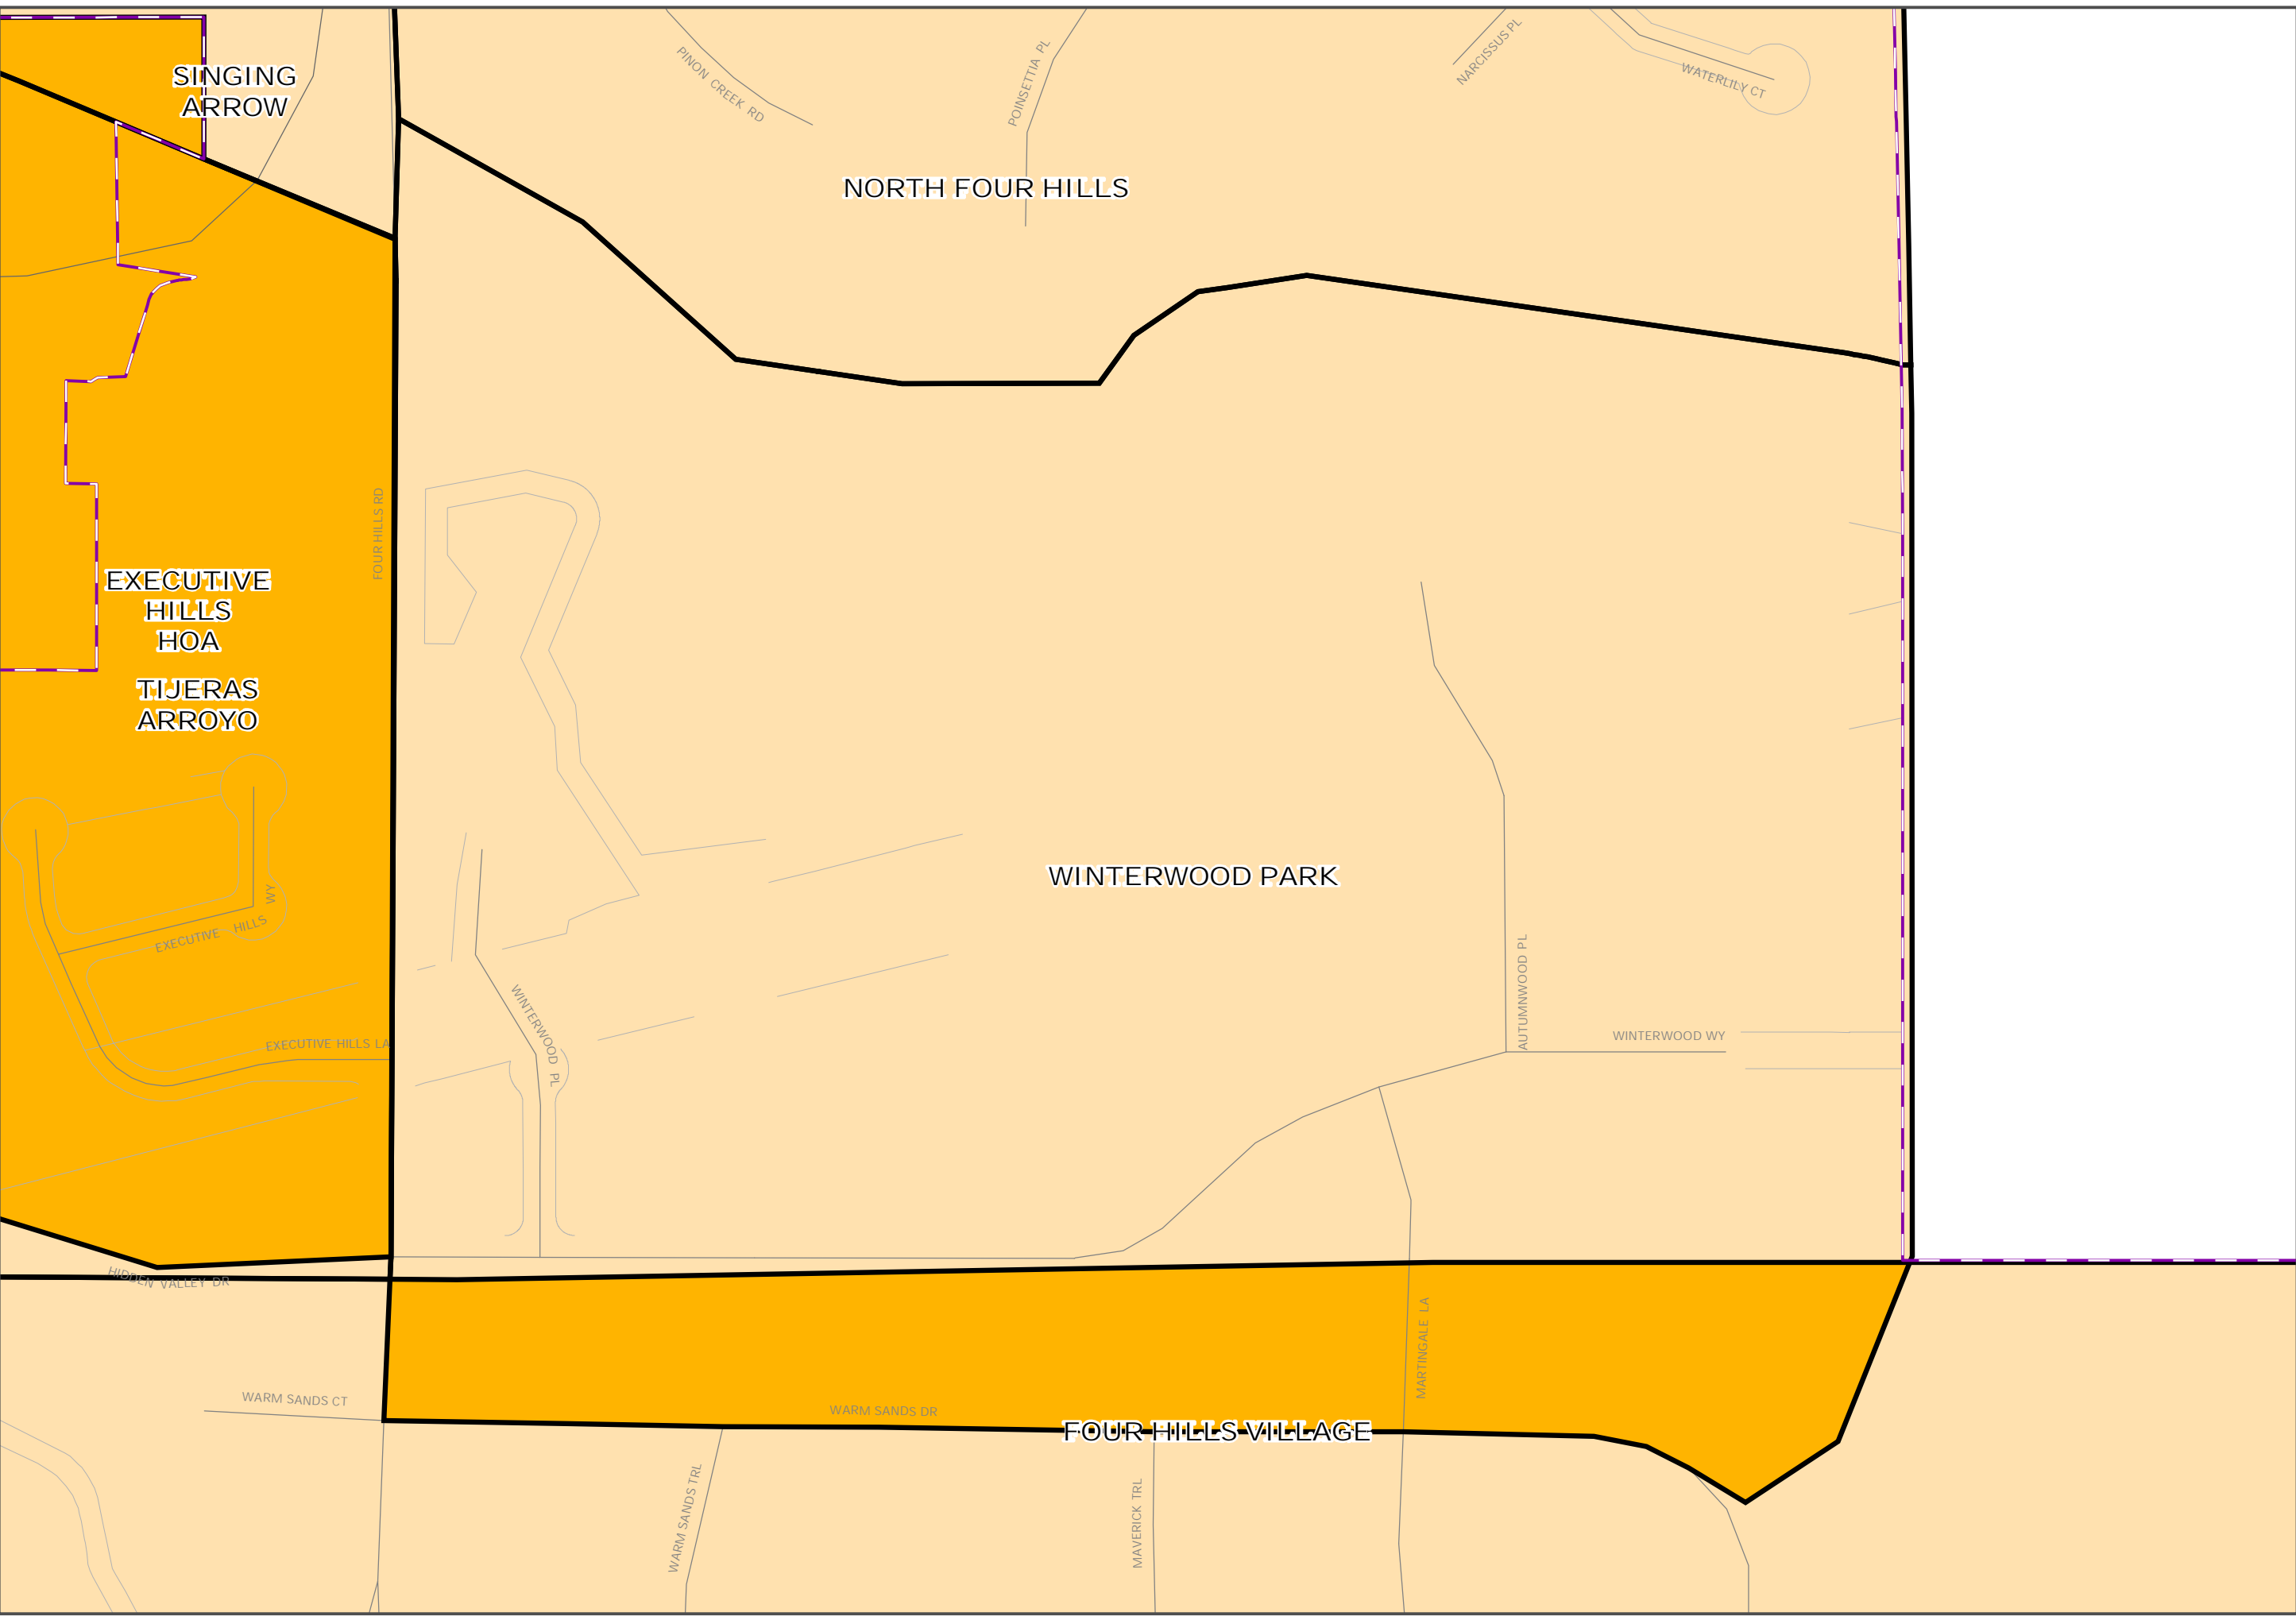 SINGING
ARROW
PINON CREEK RD
POINSETTIA PL
NARCISSUS PL
WATERLILY CT
NORTH FOUR HILLS
FOUR HILLS RD
EXECUTIVE
HILLS
HOA
TIJERAS
ARROYO
WINTERWOOD PARK
EXECUTIVE HILLS WY
EXECUTIVE HILLS LA
WINTERWOOD PL
AUTUMNWOOD PL
WINTERWOOD WY
HIDDEN VALLEY DR
MARTINGALE LA
WARM SANDS CT
WARM SANDS DR
FOUR HILLS VILLAGE
WARM SANDS TRL
MAVERICK TRL